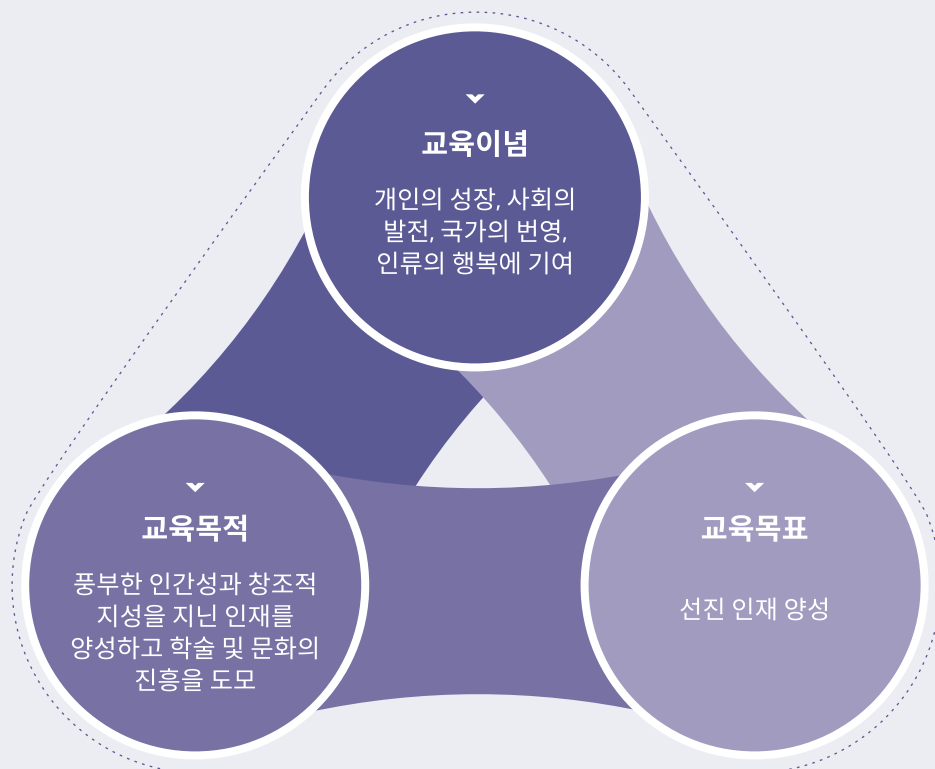 교육이념
개인의 성장, 사회의
발전, 국가의 번영,
인류의 행복에 기여
교육목적
풍부한 인간성과 창조적
지성을 지닌 인재를
양성하고 학술 및 문화의
진흥을 도모
교육목표
선진 인재 양성